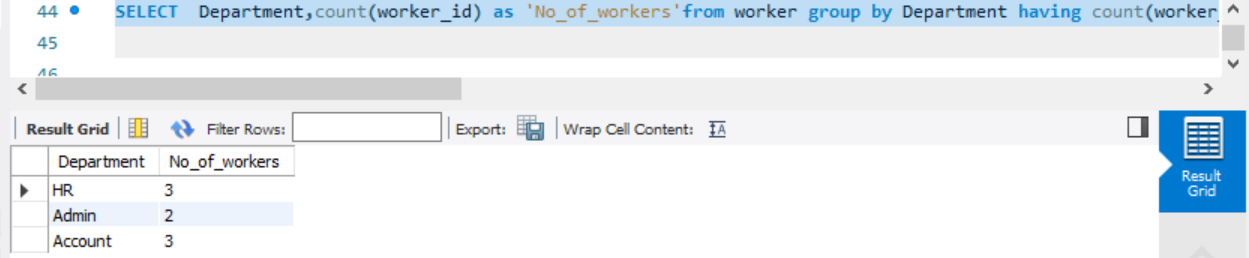 44 SELECT Department,count(worker_id) as 'No_of_workers'from worker group by Department having count(worker_
45
46
Result Grid Filter Rows: Export: Wrap Cell Content:
Department No_of_workers
HR 3
Admin 2
Account 3
Result
Grid